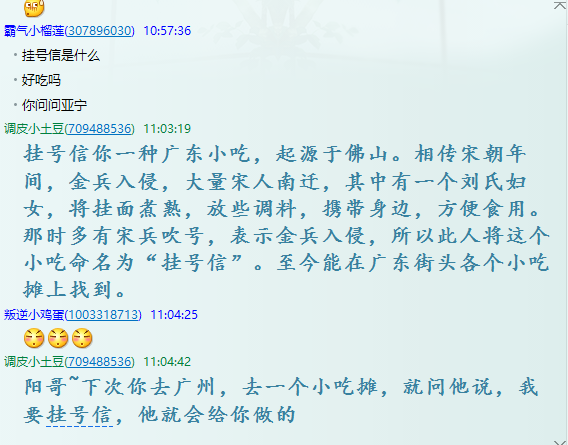 霸气小榴莲(307896030) 10:57:36
• 挂号信是什么
• 好吃吗
• 你问问亚宁
调皮小土豆(709488536) 11:03:19
挂号信你一种广东小吃，起源于佛山。相传宋朝年
间，金兵入侵，大量宋人南迁，其中有一个刘氏妇
女，将挂面煮熟，放些调料，携带身边，方便食用。
那时多有宋兵吹号，表示金兵入侵，所以此人将这个
小吃命名为“挂号信”。至今能在广东街头各个小吃
摊上找到。
叛逆小鸡蛋(1003318713) 11:04:25
调皮小土豆(709488536) 11:04:42
阳哥~下次你去广州，去一个小吃摊，就问他说，我
要挂号信，他就会给你做的